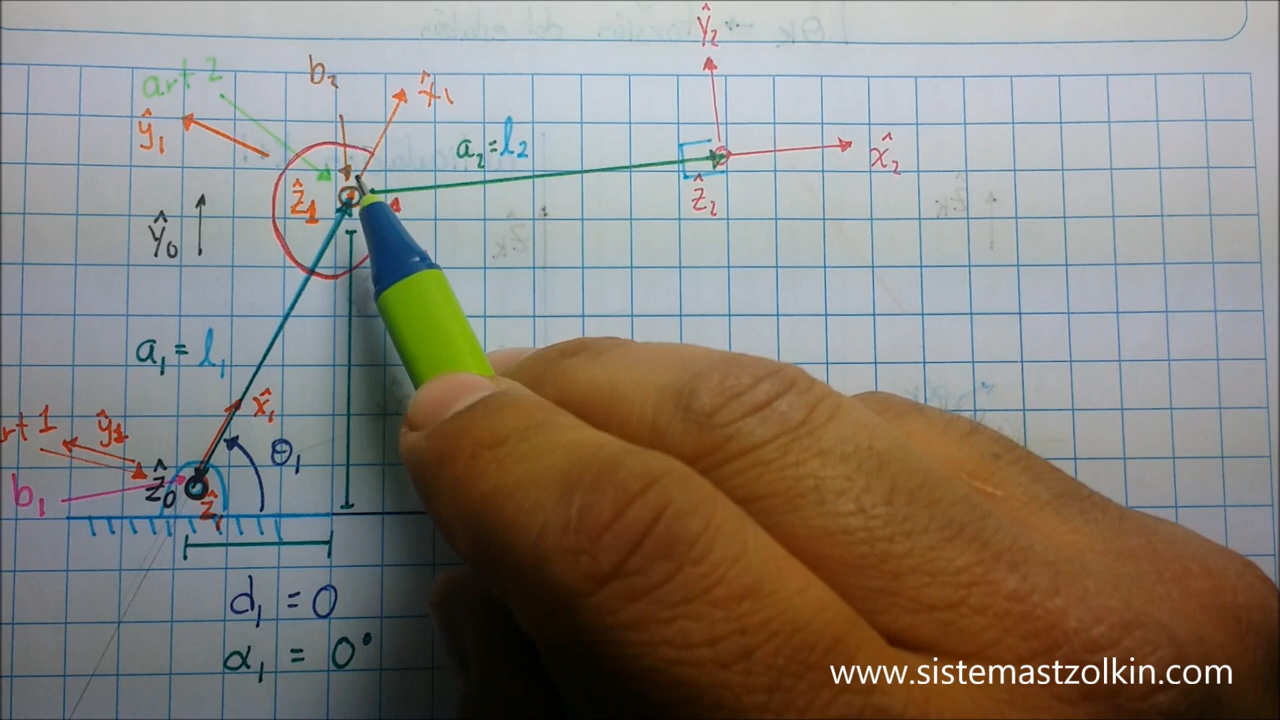 ŷ₂
b₂
art 2
x̂₁
ŷ₁
a₂=l₂
x̂₂
ẑ₁
ẑ₂
ŷ₀
a₁ = l₁
x̂₁
ŷ₁
θ₁
ẑ₀
b₁
ẑ₁
d₁ = 0
α₁ = 0°
www.sistemastzolkin.com